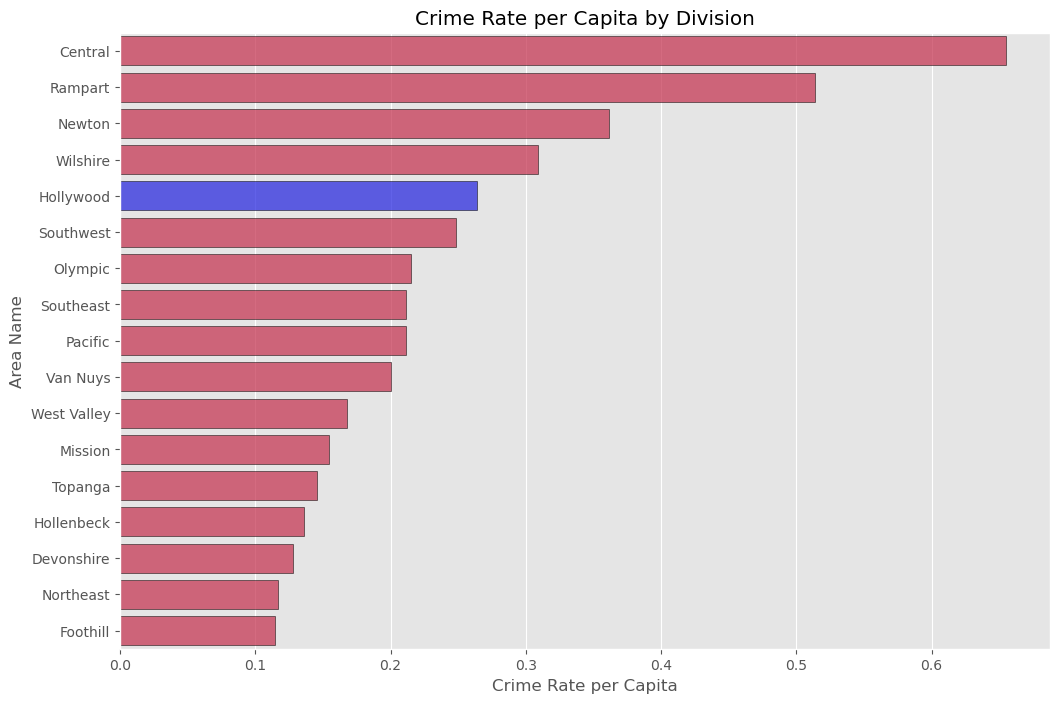 Crime Rate per Capita by Division
Area Name
Central
Rampart
Newton
Wilshire
Hollywood
Southwest
Olympic
Southeast
Pacific
Van Nuys
West Valley
Mission
Topanga
Hollenbeck
Devonshire
Northeast
Foothill
0.0 0.1 0.2 0.3 0.4 0.5 0.6
Crime Rate per Capita